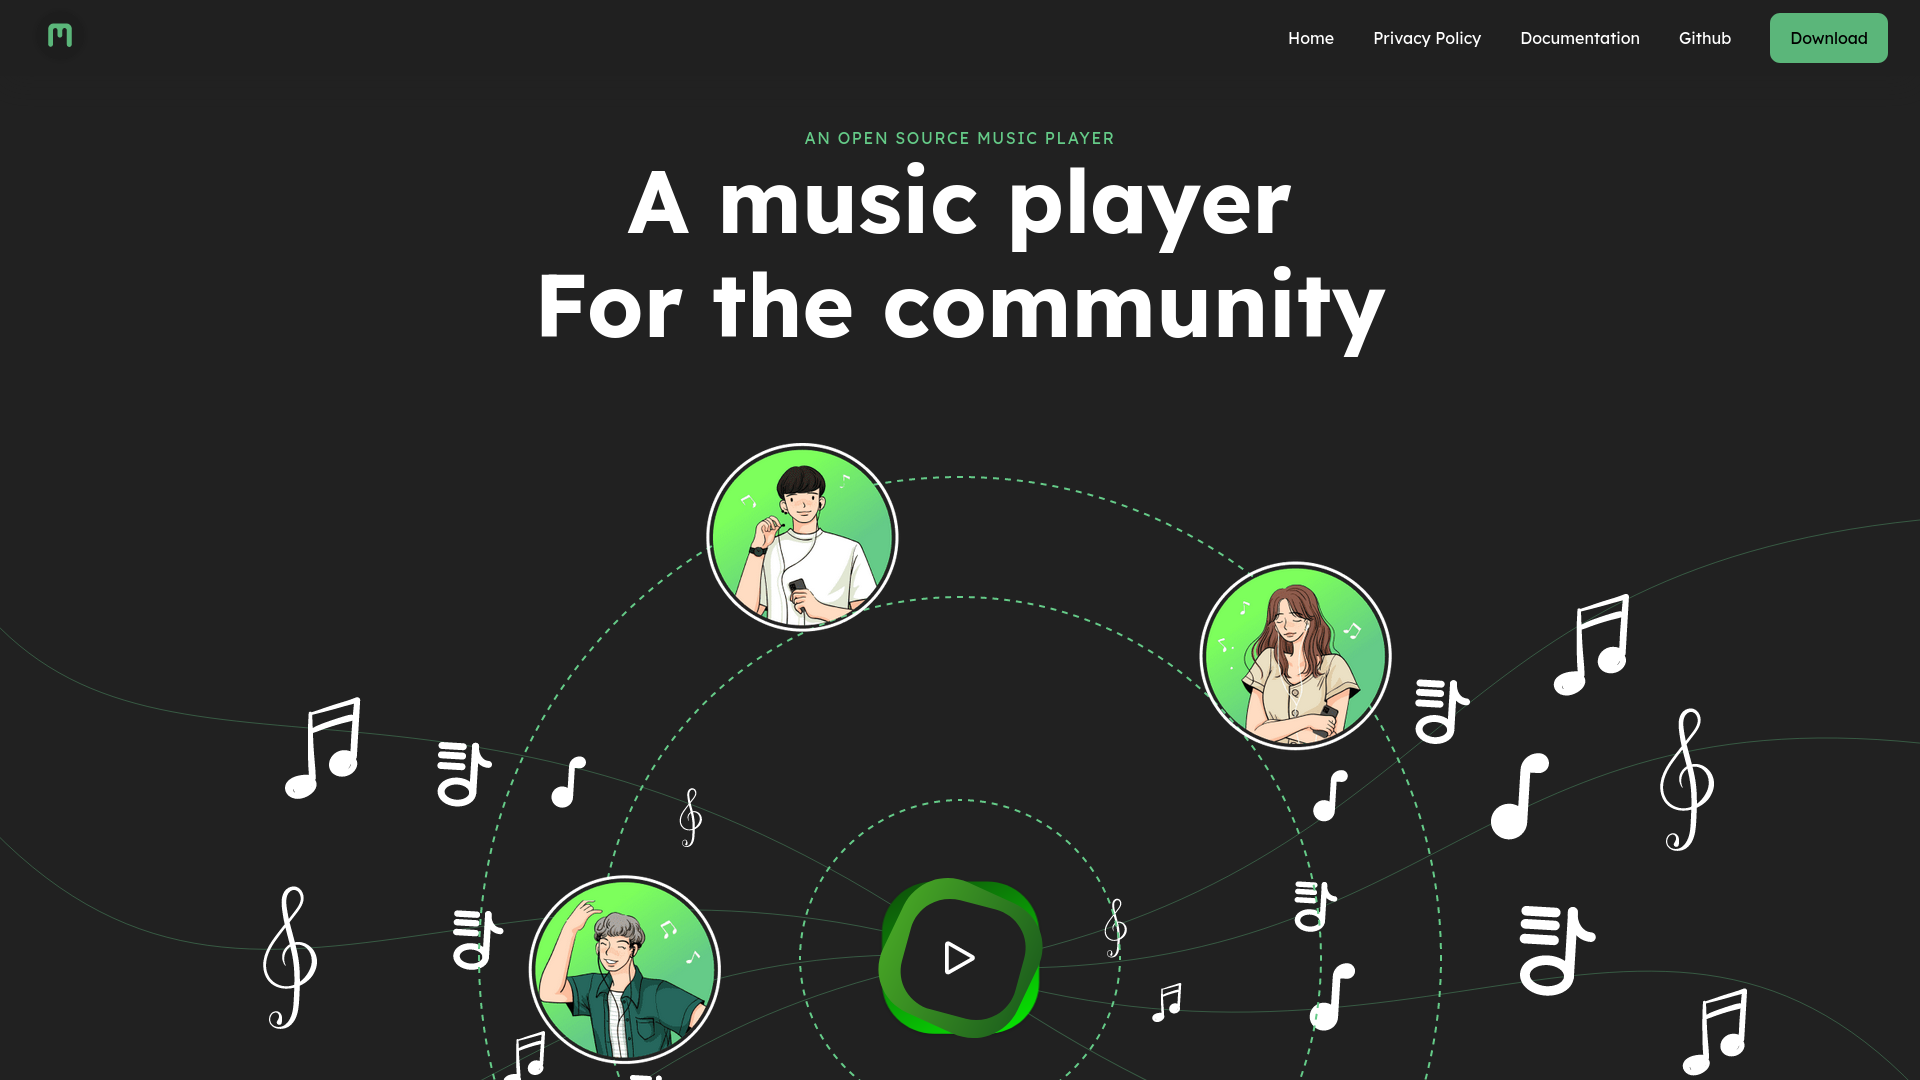 Home
Privacy Policy
Documentation
Github
Download
AN OPEN SOURCE MUSIC PLAYER
A music player
For the community